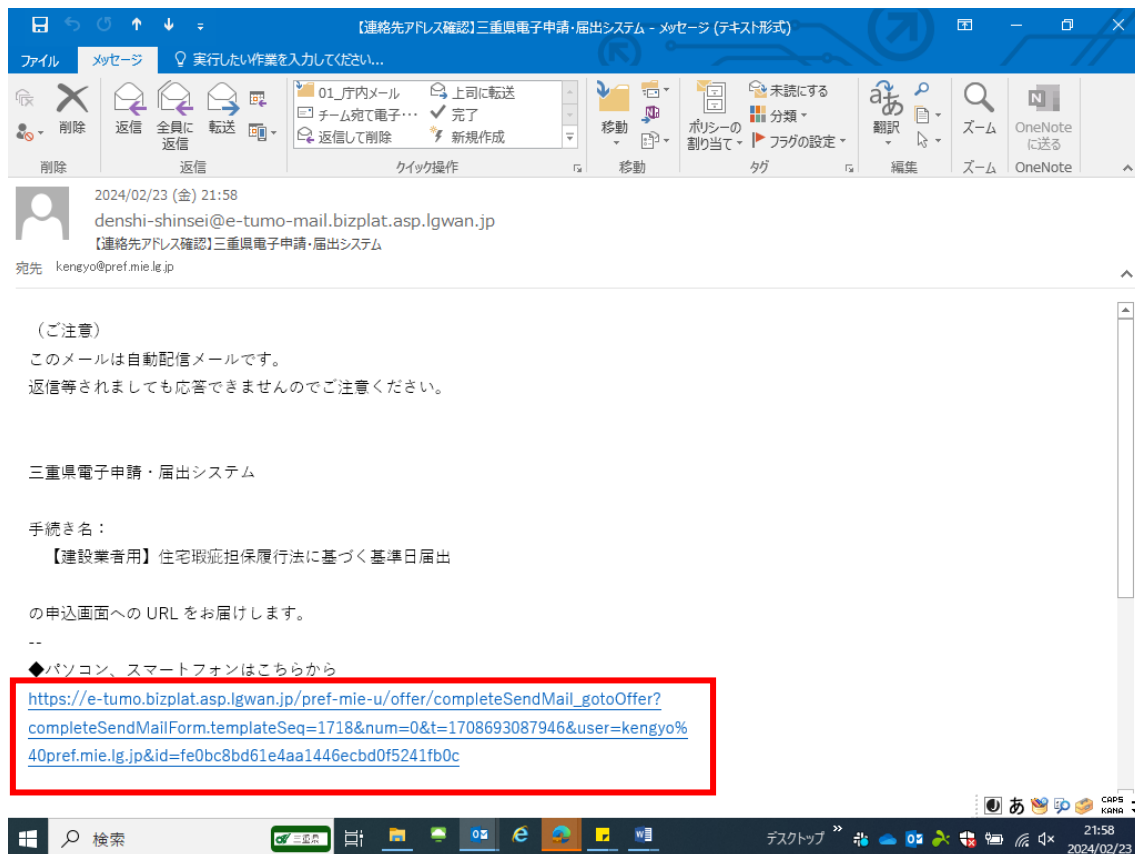 【連絡先アドレス確認】三重県電子申請・届出システム - メッセージ (テキスト形式)
ファイル メッセージ 実行したい作業を入力してください...
削除 返信 全員に返信 転送
01_庁内メール 上司に転送
チーム宛て電子… 完了
返信して削除 新規作成
移動 ポリシーの割り当て
未読にする
分類
フラグの設定
翻訳 ズーム OneNote に送る
削除 返信 クイック操作 移動 タグ 編集 ズーム OneNote
2024/02/23 (金) 21:58
denshi-shinsei@e-tumo-mail.bizplat.asp.lgwan.jp
【連絡先アドレス確認】三重県電子申請・届出システム
宛先 kengyo@pref.mie.lg.jp
（ご注意）
このメールは自動配信メールです。
返信等されましても応答できませんのでご注意ください。
三重県電子申請・届出システム
手続き名：
【建設業者用】住宅瑕疵担保履行法に基づく基準日届出
の申込画面への URL をお届けします。
--
◆パソコン、スマートフォンはこちらから
https://e-tumo.bizplat.asp.lgwan.jp/pref-mie-u/offer/completeSendMail_gotoOffer?
completeSendMailForm.templateSeq=1718&num=0&t=1708693087946&user=kengyo%
40pref.mie.lg.jp&id=fe0bc8bd61e4aa1446ecbd0f5241fb0c
あ CAPS
KANA
検索 三重県 デスクトップ 21:58
2024/02/23